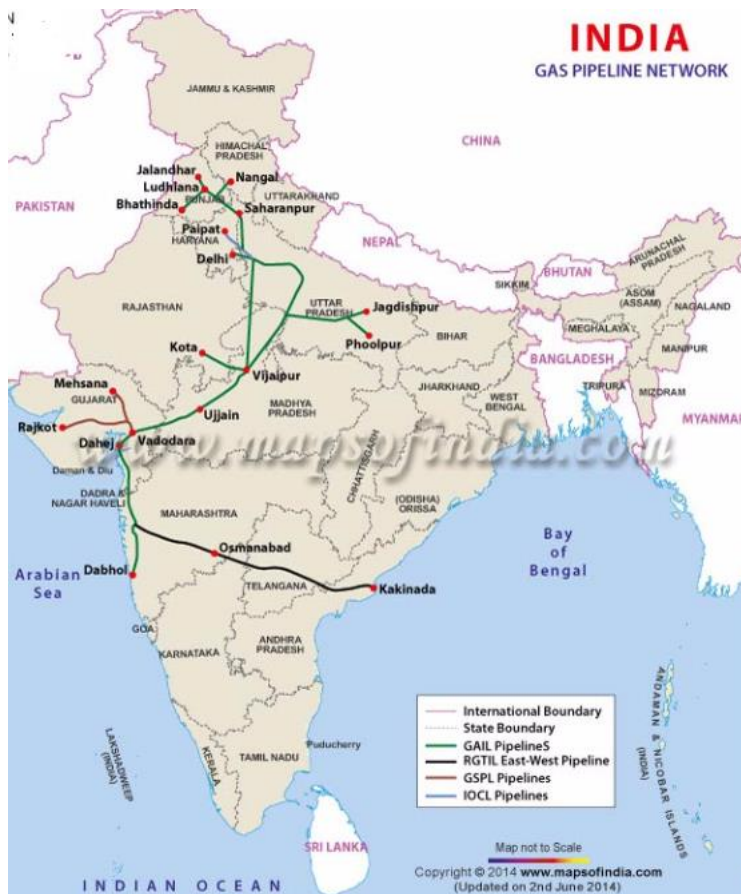 N
INDIA
GAS PIPELINE NETWORK
JAMMU & KASHMIR
CHINA
HIMACHAL
PRADESH
Jalandhar
Nangal
Ludhlana
PUNJAB
UTTARAKHAND
PAKISTAN
Bhathinda
Saharanpur
Paipat
HARYANA
NEPAL
ARUNACHAL
PRADESH
Delhi
BHUTAN
SIKKIM
RAJASTHAN
UTTAR
PRADESH
Jagdishpur
ASOM
(ASSAM)
NAGALAND
Phoolpur
BIHAR
MEGHALAYA
Kota
MANIPUR
BANGLADESH
Vijaipur
Mehsana
GUJARAT
JHARKHAND
TRIPURA
MIZORAM
MADHYA
PRADESH
WEST
BENGAL
Ujjain
MYANMAR
Rajkot
Vadodara
Dahej
www.mapsofindia.com
Daman & Diu
CHHATTISGARH
DADRA &
NAGAR HAVELI
(ODISHA)
ORISSA
MAHARASHTRA
Bay
of
Bengal
Osmanabad
Arabian
Sea
Dabhol
TELANGANA
Kakinada
GOA
ANDHRA
PRADESH
KARNATAKA
ANDAMAN & NICOBAR ISLANDS
(INDIA)
LAKSHADWEEP
(INDIA)
KERALA
TAMIL NADU
Puducherry
International Boundary
State Boundary
GAIL PipelineS
RGTIL East-West Pipeline
GSPL Pipelines
IOCL Pipelines
SRI LANKA
Map not to Scale
Copyright © 2014 www.mapsofindia.com
(Updated on 2nd June 2014)
INDIAN OCEAN